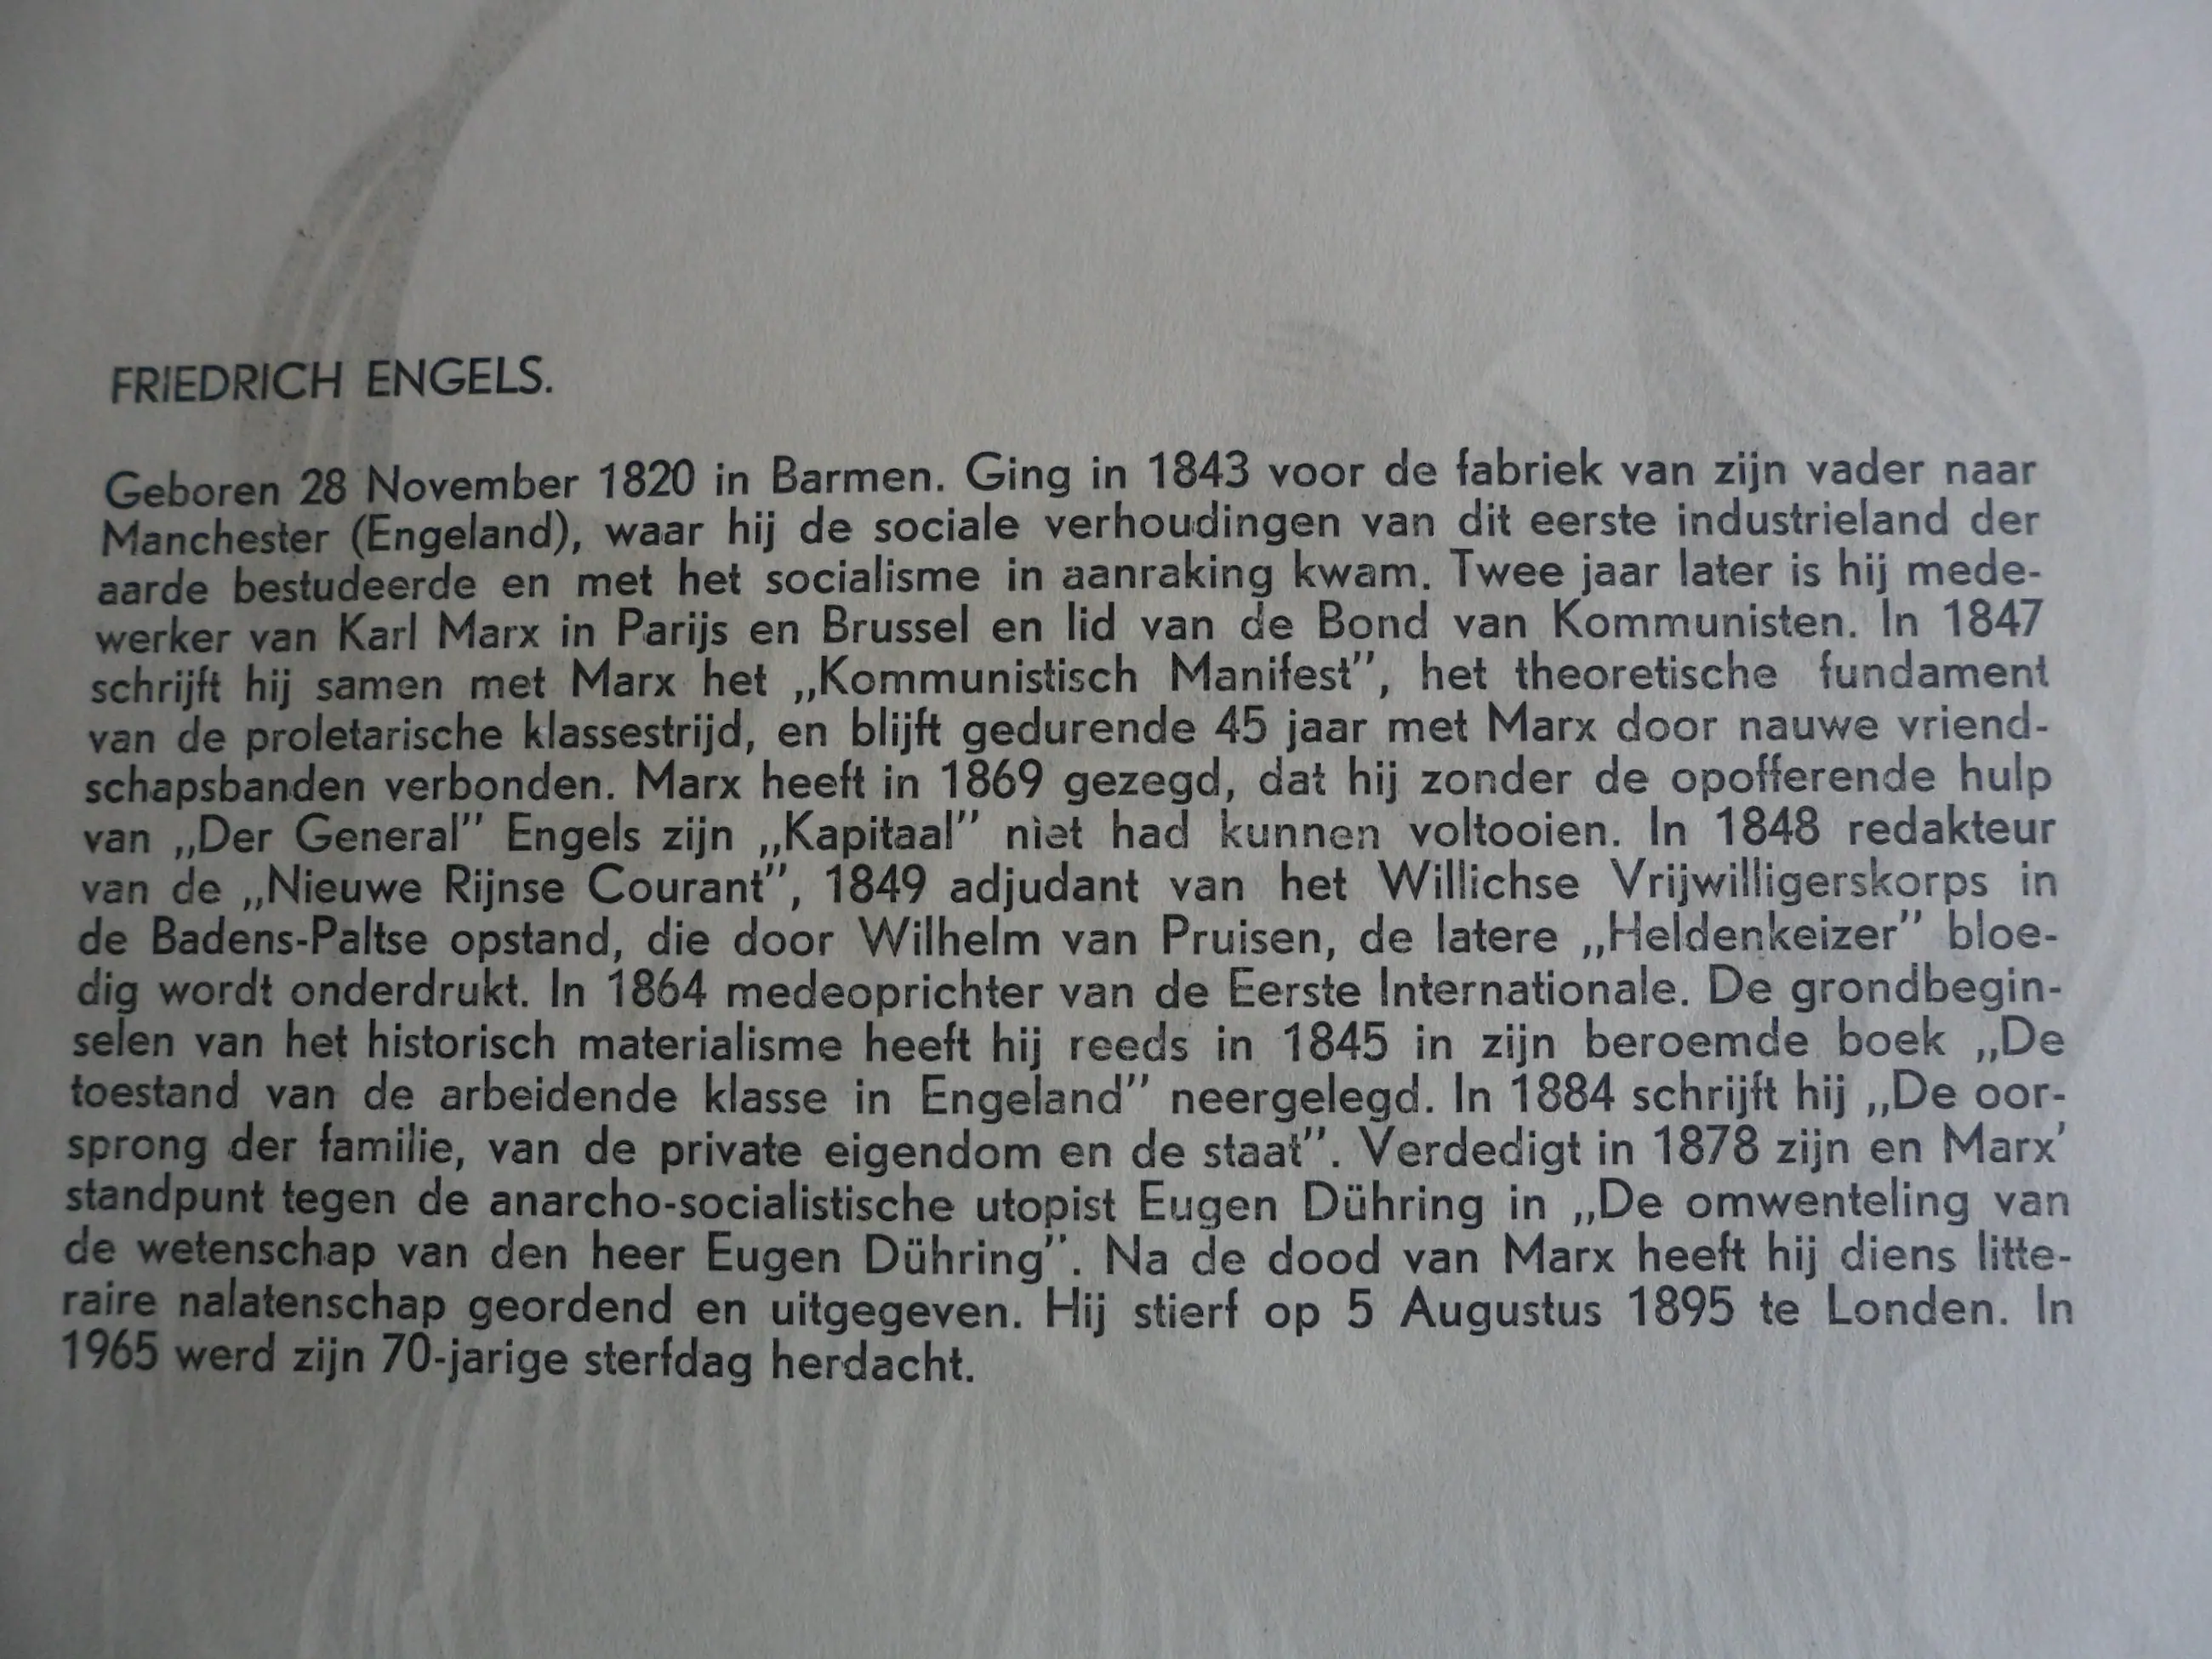 FRIEDRICH ENGELS.
Geboren 28 November 1820 in Barmen. Ging in 1843 voor de fabriek van zijn vader naar
Manchester (Engeland), waar hij de sociale verhoudingen van dit eerste industrieland der
aarde bestudeerde en met het socialisme in aanraking kwam. Twee jaar later is hij mede-
werker van Karl Marx in Parijs en Brussel en lid van de Bond van Kommunisten. In 1847
schrijft hij samen met Marx het „Kommunistisch Manifest”, het theoretische fundament
van de proletarische klassestrijd, en blijft gedurende 45 jaar met Marx door nauwe vriend-
schapsbanden verbonden. Marx heeft in 1869 gezegd, dat hij zonder de opofferende hulp
van „Der General” Engels zijn „Kapitaal” niet had kunnen voltooien. In 1848 redakteur
van de „Nieuwe Rijnse Courant”, 1849 adjudant van het Willichse Vrijwilligerskorps in
de Badens-Paltse opstand, die door Wilhelm van Pruisen, de latere „Heldenkeizer” bloe-
dig wordt onderdrukt. In 1864 medeoprichter van de Eerste Internationale. De grondbegin-
selen van het historisch materialisme heeft hij reeds in 1845 in zijn beroemde boek „De
toestand van de arbeidende klasse in Engeland” neergelegd. In 1884 schrijft hij „De oor-
sprong der familie, van de private eigendom en de staat”. Verdedigt in 1878 zijn en Marx’
standpunt tegen de anarcho-socialistische utopist Eugen Dühring in „De omwenteling van
de wetenschap van den heer Eugen Dühring”. Na de dood van Marx heeft hij diens litte-
raire nalatenschap geordend en uitgegeven. Hij stierf op 5 Augustus 1895 te Londen. In
1965 werd zijn 70-jarige sterfdag herdacht.